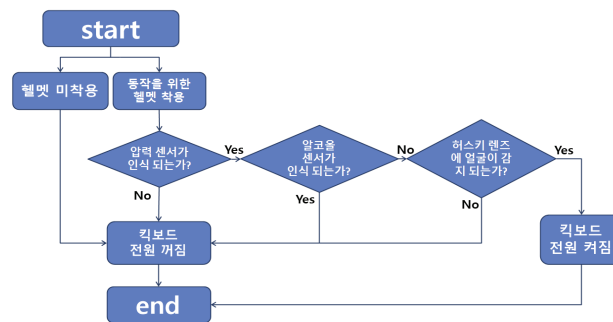 start
헬멧 미착용
동작을 위한
헬멧 착용
압력 센서가
인식 되는가?
Yes
알코올
센서가
인식 되는가?
No
허스키 렌즈
에 얼굴이 감
지 되는가?
Yes
No
Yes
No
킥보드
전원 꺼짐
킥보드
전원 켜짐
end